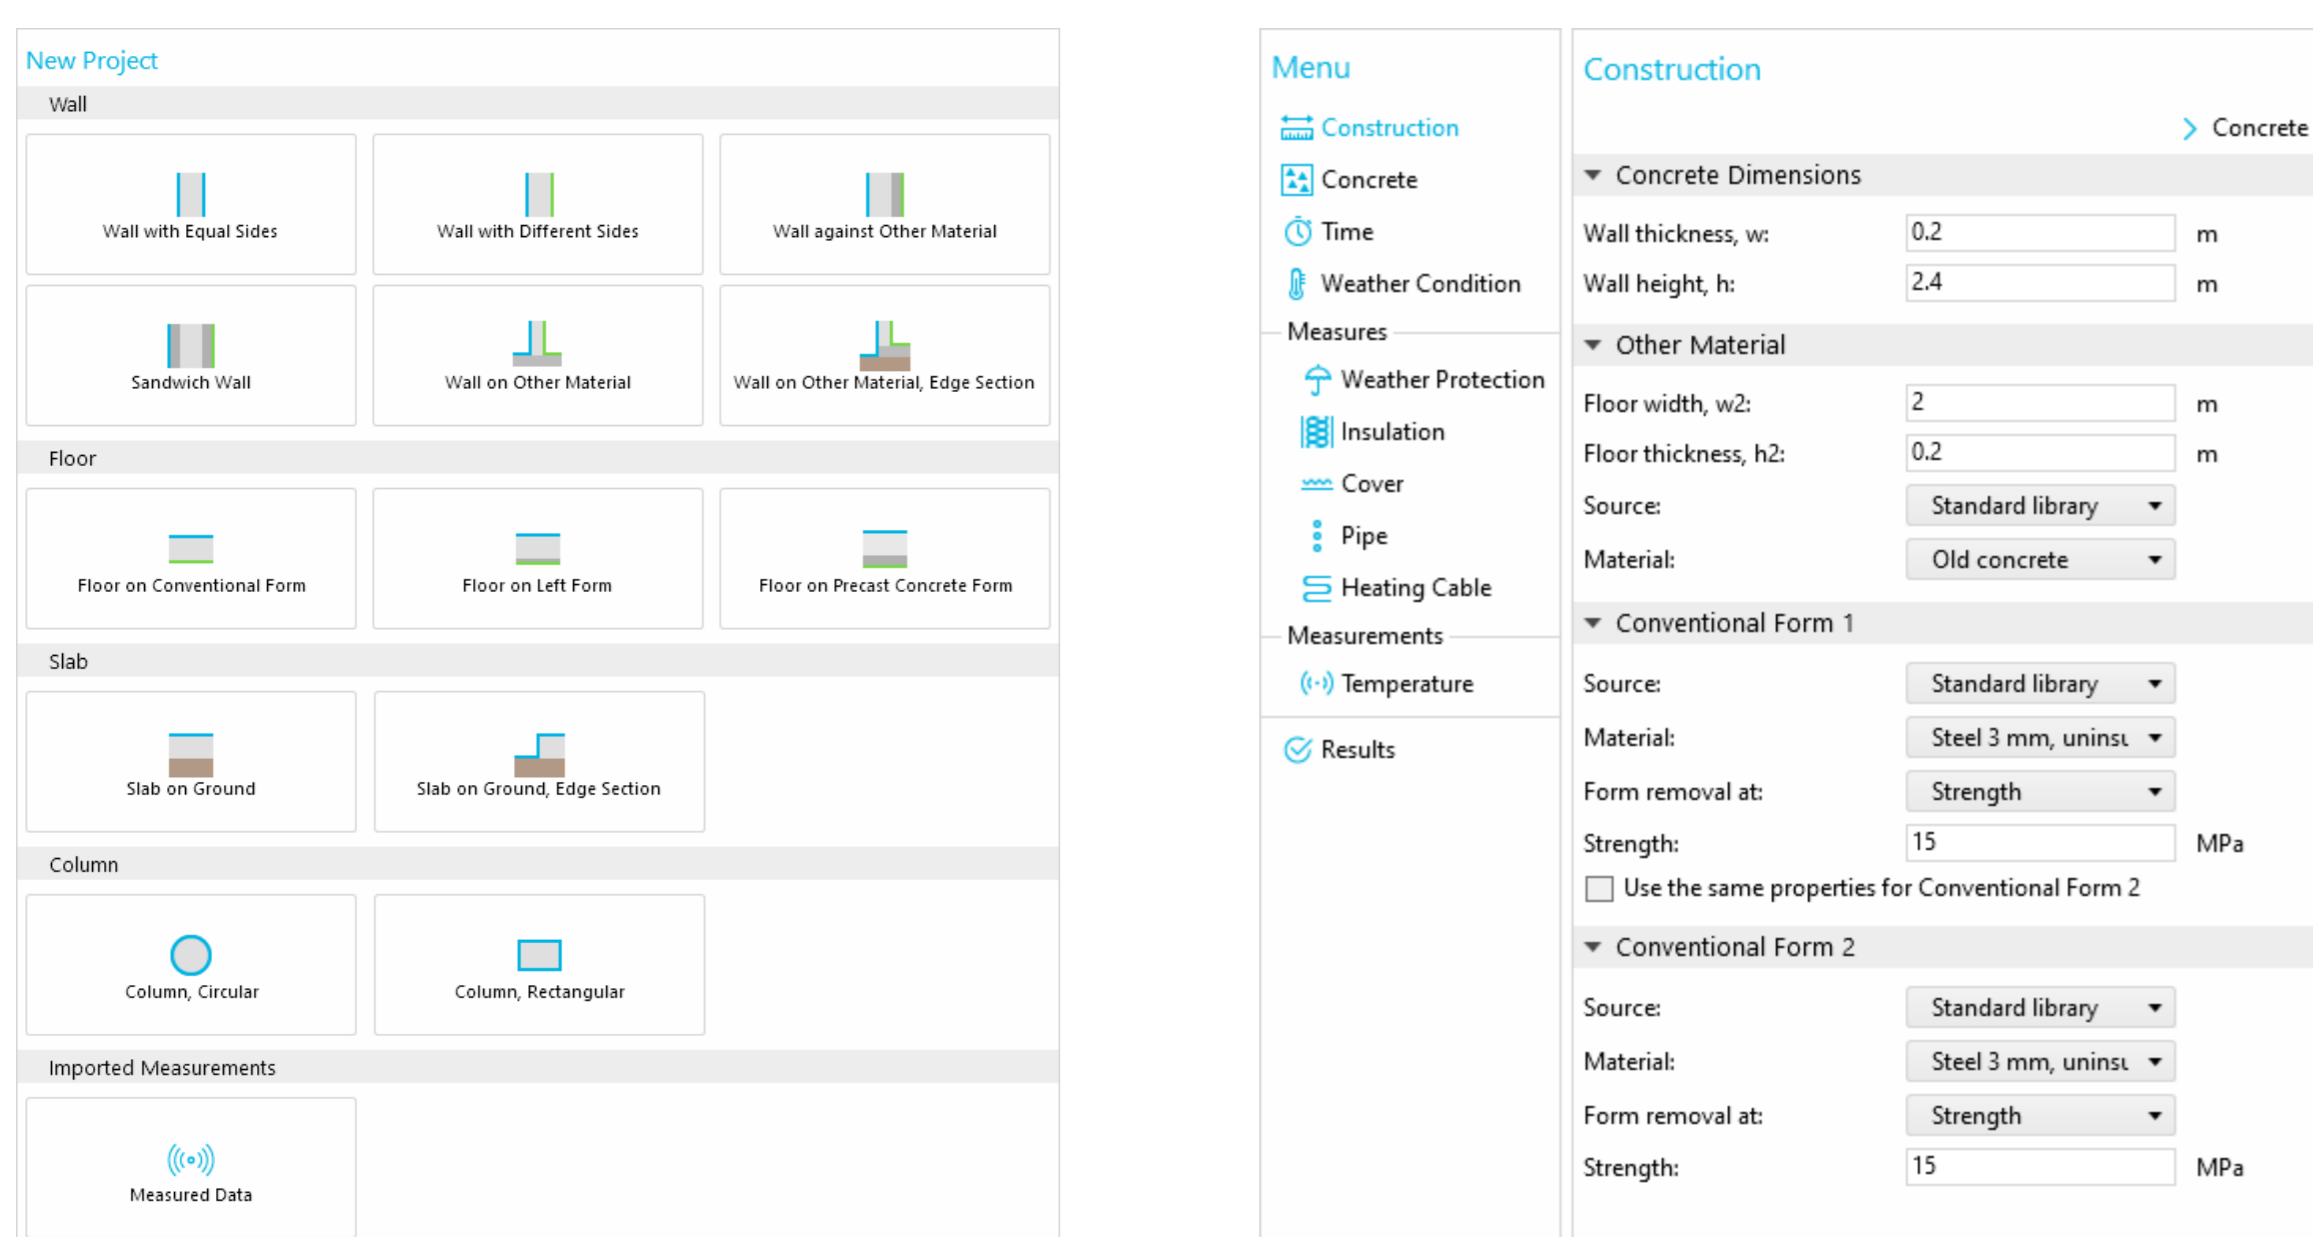 New Project
Wall
Wall with Equal Sides
Wall with Different Sides
Wall against Other Material
Sandwich Wall
Wall on Other Material
Wall on Other Material, Edge Section
Floor
Floor on Conventional Form
Floor on Left Form
Floor on Precast Concrete Form
Slab
Slab on Ground
Slab on Ground, Edge Section
Column
Column, Circular
Column, Rectangular
Imported Measurements
Measured Data
Menu
Construction
Concrete
Time
Weather Condition
Measures
Weather Protection
Insulation
Cover
Pipe
Heating Cable
Measurements
Temperature
Results
Construction
Concrete
Concrete Dimensions
Wall thickness, w: 0.2 m
Wall height, h: 2.4 m
Other Material
Floor width, w2: 2 m
Floor thickness, h2: 0.2 m
Source: Standard library
Material: Old concrete
Conventional Form 1
Source: Standard library
Material: Steel 3 mm, uninsu
Form removal at: Strength
Strength: 15 MPa
Use the same properties for Conventional Form 2
Conventional Form 2
Source: Standard library
Material: Steel 3 mm, uninsu
Form removal at: Strength
Strength: 15 MPa